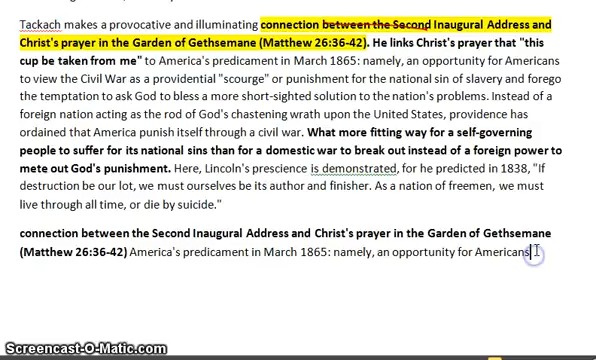 Tackach makes a provocative and illuminating connection between the Second Inaugural Address and
Christ's prayer in the Garden of Gethsemane (Matthew 26:36-42). He links Christ's prayer that "this
cup be taken from me" to America's predicament in March 1865: namely, an opportunity for Americans
to view the Civil War as a providential "scourge" or punishment for the national sin of slavery and forego
the temptation to ask God to bless a more short-sighted solution to the nation's problems. Instead of a
foreign nation acting as the rod of God's chastening wrath upon the United States, providence has
ordained that America punish itself through a civil war. What more fitting way for a self-governing
people to suffer for its national sins than for a domestic war to break out instead of a foreign power to
mete out God's punishment. Here, Lincoln's prescience is demonstrated, for he predicted in 1838, "If
destruction be our lot, we must ourselves be its author and finisher. As a nation of freemen, we must
live through all time, or die by suicide."
connection between the Second Inaugural Address and Christ's prayer in the Garden of Gethsemane
(Matthew 26:36-42) America's predicament in March 1865: namely, an opportunity for Americans
Screencast-O-Matic.com